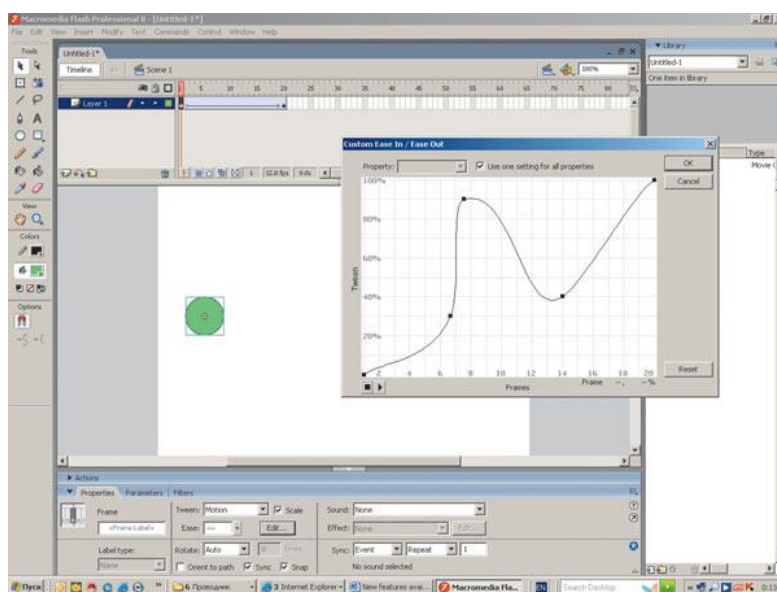 Macromedia Flash Professional 8 - [Untitled-1*]
File Edit View Insert Modify Text Commands Control Window Help
Tools
View
Colors
Options
Untitled-1*
Timeline Scene 1 100%
1 5 10 15 20 25 30 35 40 45 50 55 60 65 70 75 80
Layer 1
1 12.0 fps 0.0s
Library
Untitled-1
One item in library
Type
Movie C
Custom Ease In / Ease Out
Property: Use one setting for all properties
OK
Cancel
Reset
100%
80%
60%
40%
20%
Tween
2 4 6 8 10 12 14 16 18 20
Frames
Frame --, --%
Actions
Properties Parameters Filters
Frame Tween: Motion Scale Sound: None
<Frame Label> Ease: Edit... Effect: None Edit...
Label type: Rotate: Auto times Sync: Event Repeat 1
None Orient to path Sync Snap No sound selected
Пуск 6 Проводник 3 Internet Explorer New features avai... Macromedia Fla... EN Search Desktop